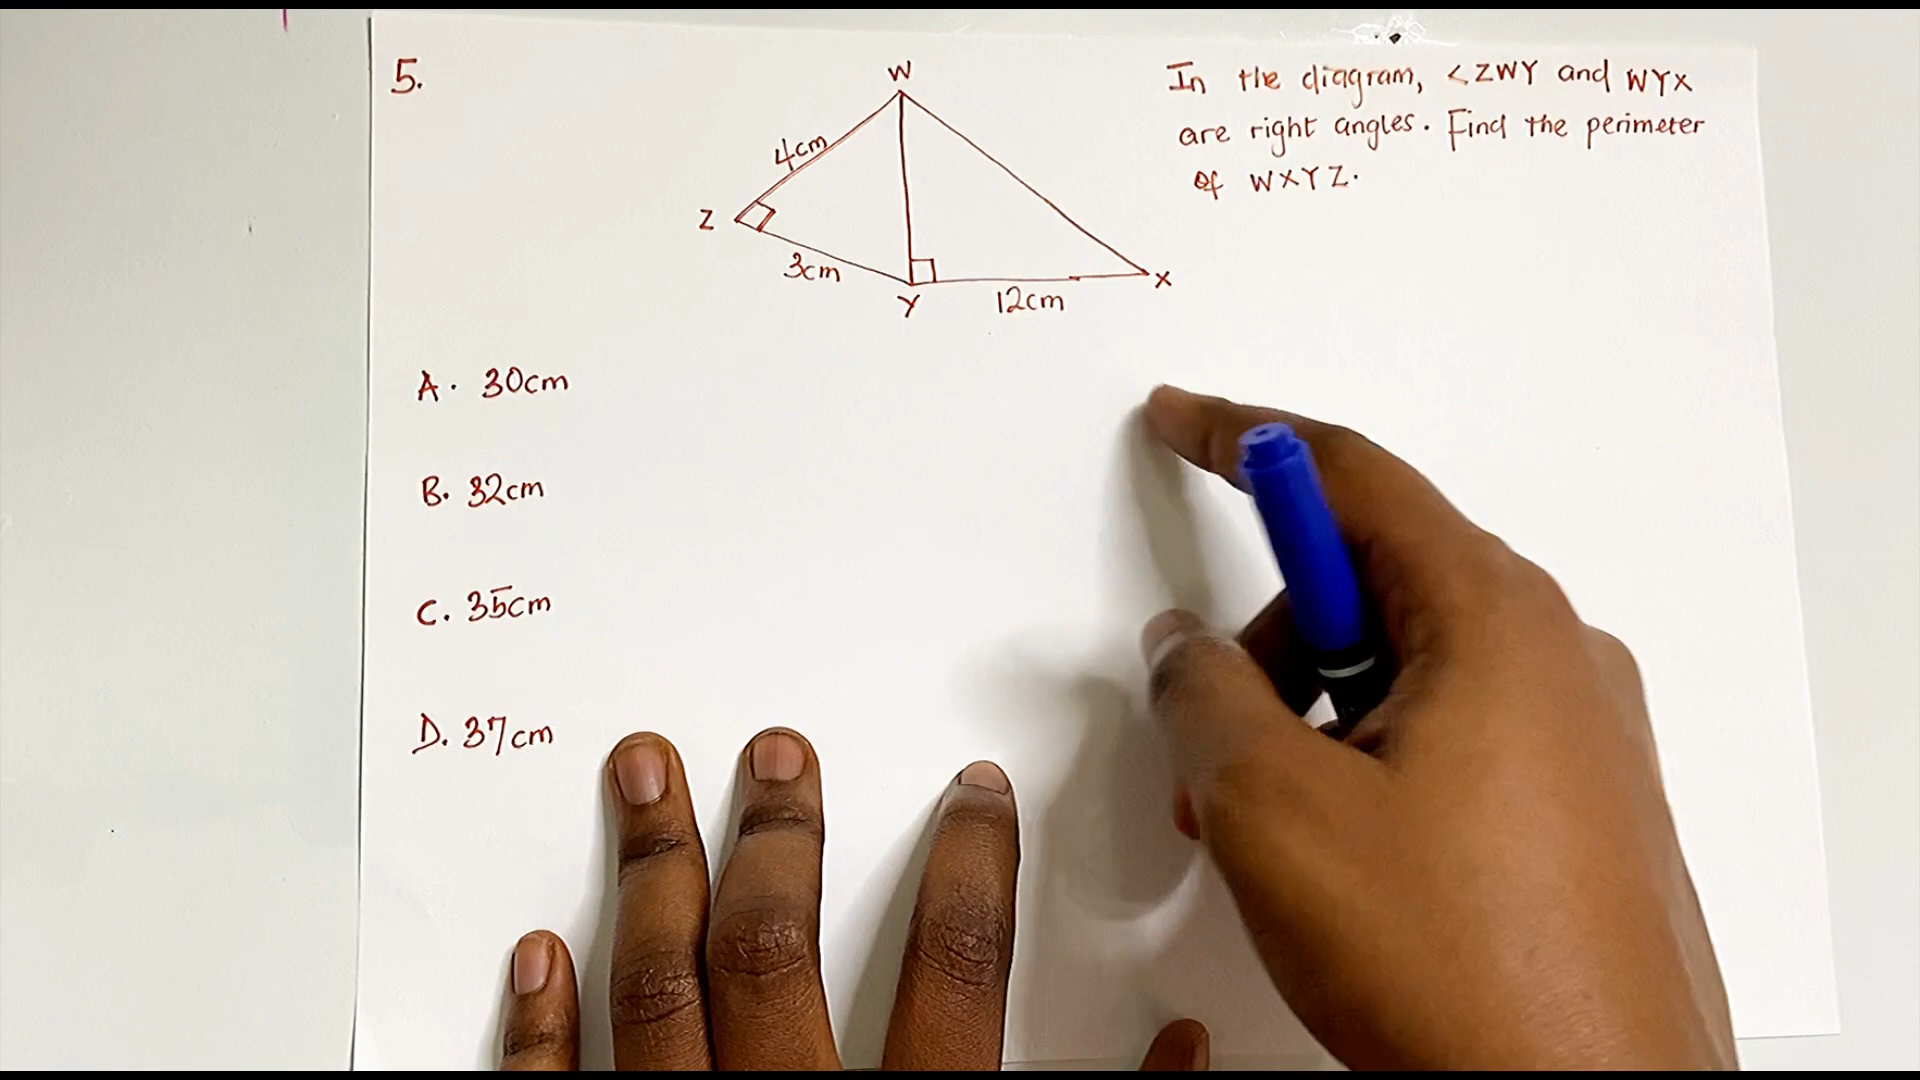 5.
W
In the diagram, <ZWY and WYX
are right angles. Find the perimeter
of WXYZ.
4cm
Z
3cm
Y
12cm
X
A. 30cm
B. 32cm
C. 35cm
D. 37cm